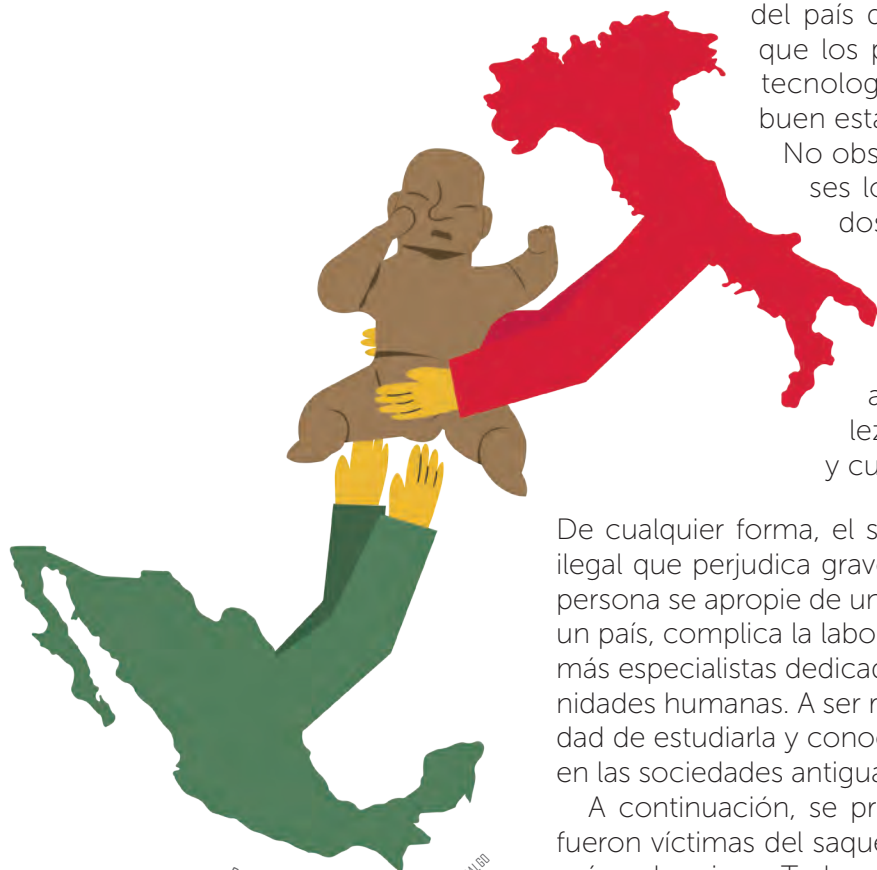 del país
que los
tecnolog
buen esta
No obs
ses lo
dos
a
lez
y cu
De cualquier forma, el s
ilegal que perjudica grav
persona se apropie de un
un país, complica la labo
más especialistas dedicad
nidades humanas. A ser r
dad de estudiarla y cono
en las sociedades antigua
A continuación, se pr
fueron víctimas del saque